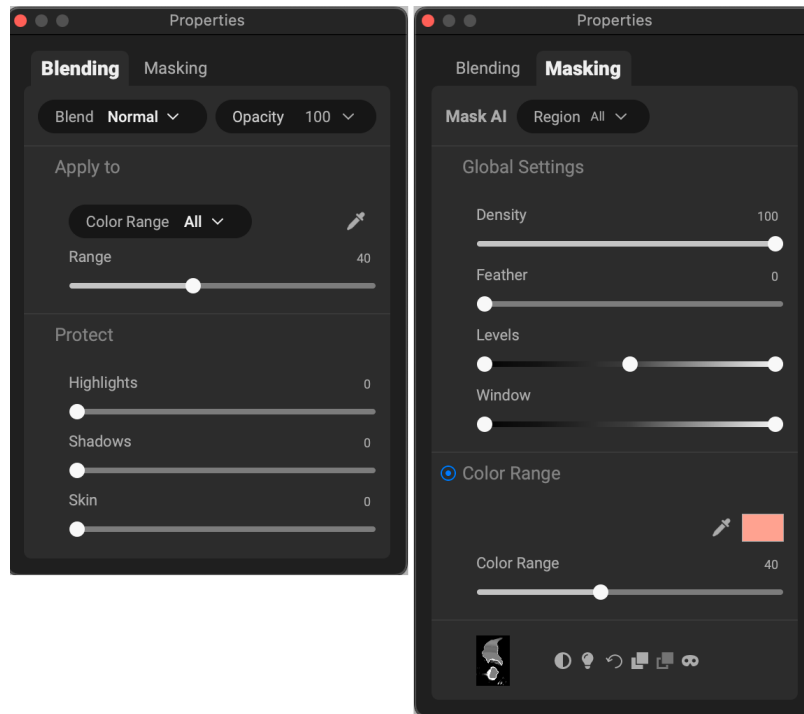 Properties
Blending Masking
Blend Normal Opacity 100
Apply to
Color Range All
Range 40
Protect
Highlights 0
Shadows 0
Skin 0
Properties
Blending Masking
Mask AI Region All
Global Settings
Density 100
Feather 0
Levels
Window
Color Range
Color Range 40